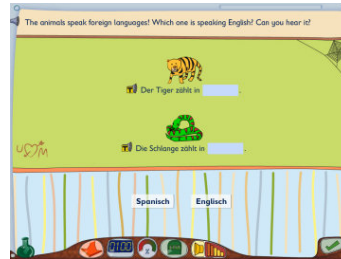 The animals speak foreign languages! Which one is speaking English? Can you hear it?
Der Tiger zählt in .
Die Schlange zählt in .
Spanisch Englisch